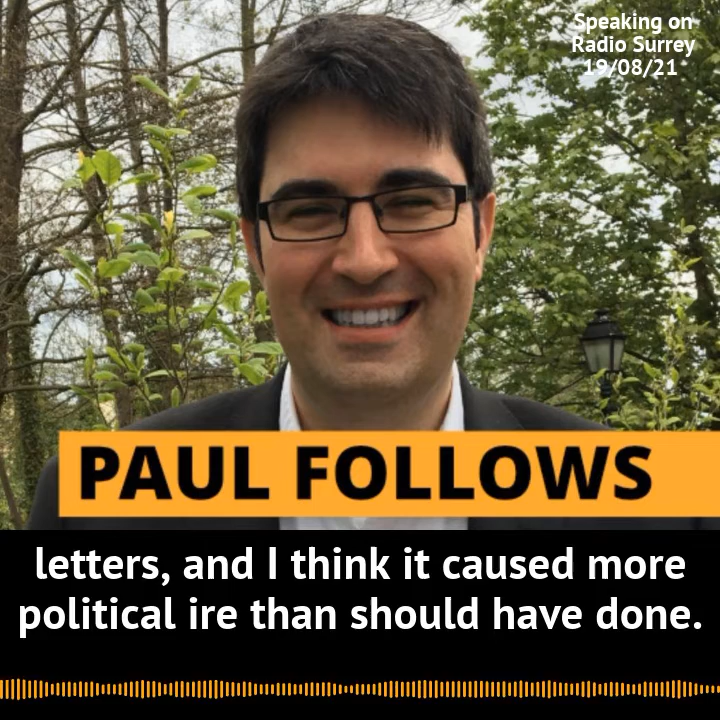 Speaking on
Radio Surrey
19/08/21
PAUL FOLLOWS
letters, and I think it caused more
political ire than should have done.